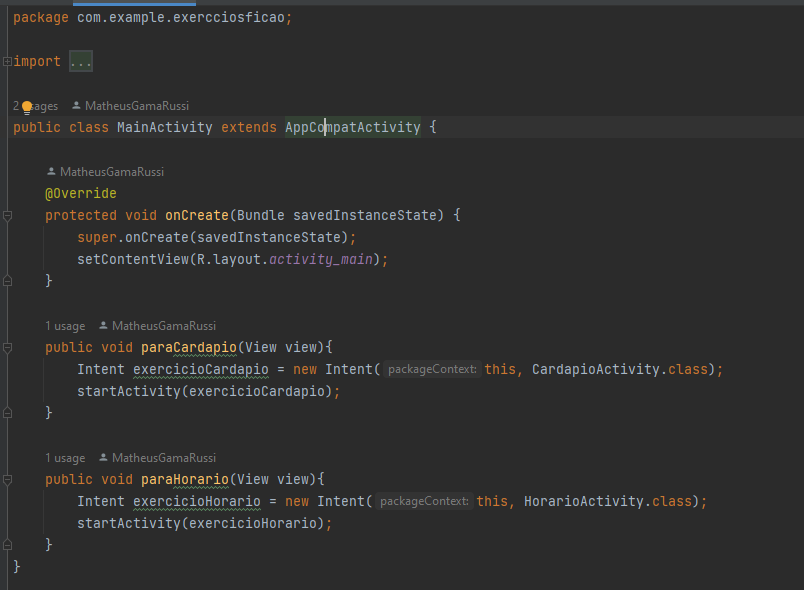 package com.example.exercciosficao;
import ...
2 usages MatheusGamaRussi
public class MainActivity extends AppCompatActivity {
MatheusGamaRussi
@Override
protected void onCreate(Bundle savedInstanceState) {
super.onCreate(savedInstanceState);
setContentView(R.layout.activity_main);
}
1 usage MatheusGamaRussi
public void paraCardapio(View view){
Intent exercicioCardapio = new Intent( packageContext: this, CardapioActivity.class);
startActivity(exercicioCardapio);
}
1 usage MatheusGamaRussi
public void paraHorario(View view){
Intent exercicioHorario = new Intent( packageContext: this, HorarioActivity.class);
startActivity(exercicioHorario);
}
}